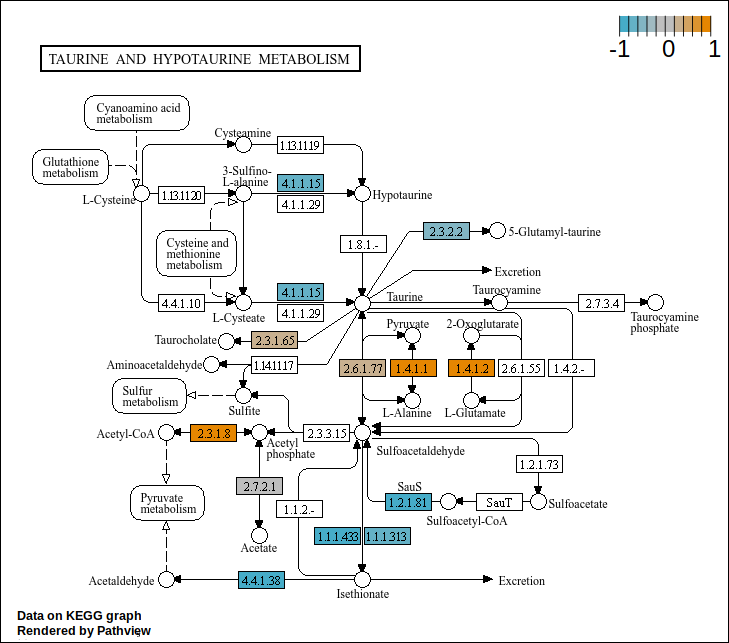 -1 0 1
TAURINE AND HYPOTAURINE METABOLISM
Cyanoamino acid
metabolism
Glutathione
metabolism
Cysteamine
1.13.11.19
3-Sulfino-
L-alanine
L-Cysteine
1.13.11.20
4.1.1.15
4.1.1.29
Hypotaurine
Cysteine and
methionine
metabolism
1.8.1.-
2.3.2.2
5-Glutamyl-taurine
Excretion
4.4.1.10
L-Cysteate
4.1.1.15
4.1.1.29
Taurine
Taurocyamine
2.7.3.4
Taurocyamine
phosphate
Taurocholate
2.3.1.65
Pyruvate
2-Oxoglutarate
Aminoacetaldehyde
1.14.11.17
2.6.1.77
1.4.1.1
1.4.1.2
2.6.1.55
1.4.2.-
Sulfur
metabolism
Sulfite
L-Alanine
L-Glutamate
Acetyl-CoA
2.3.1.8
Acetyl
phosphate
2.3.3.15
Sulfoacetaldehyde
1.2.1.73
Pyruvate
metabolism
2.7.2.1
1.1.2.-
SauS
1.2.1.81
Sulfoacetyl-CoA
SauT
Sulfoacetate
Acetate
1.1.1.433
1.1.1.313
Acetaldehyde
4.4.1.38
Isethionate
Excretion
Data on KEGG graph
Rendered by Pathview